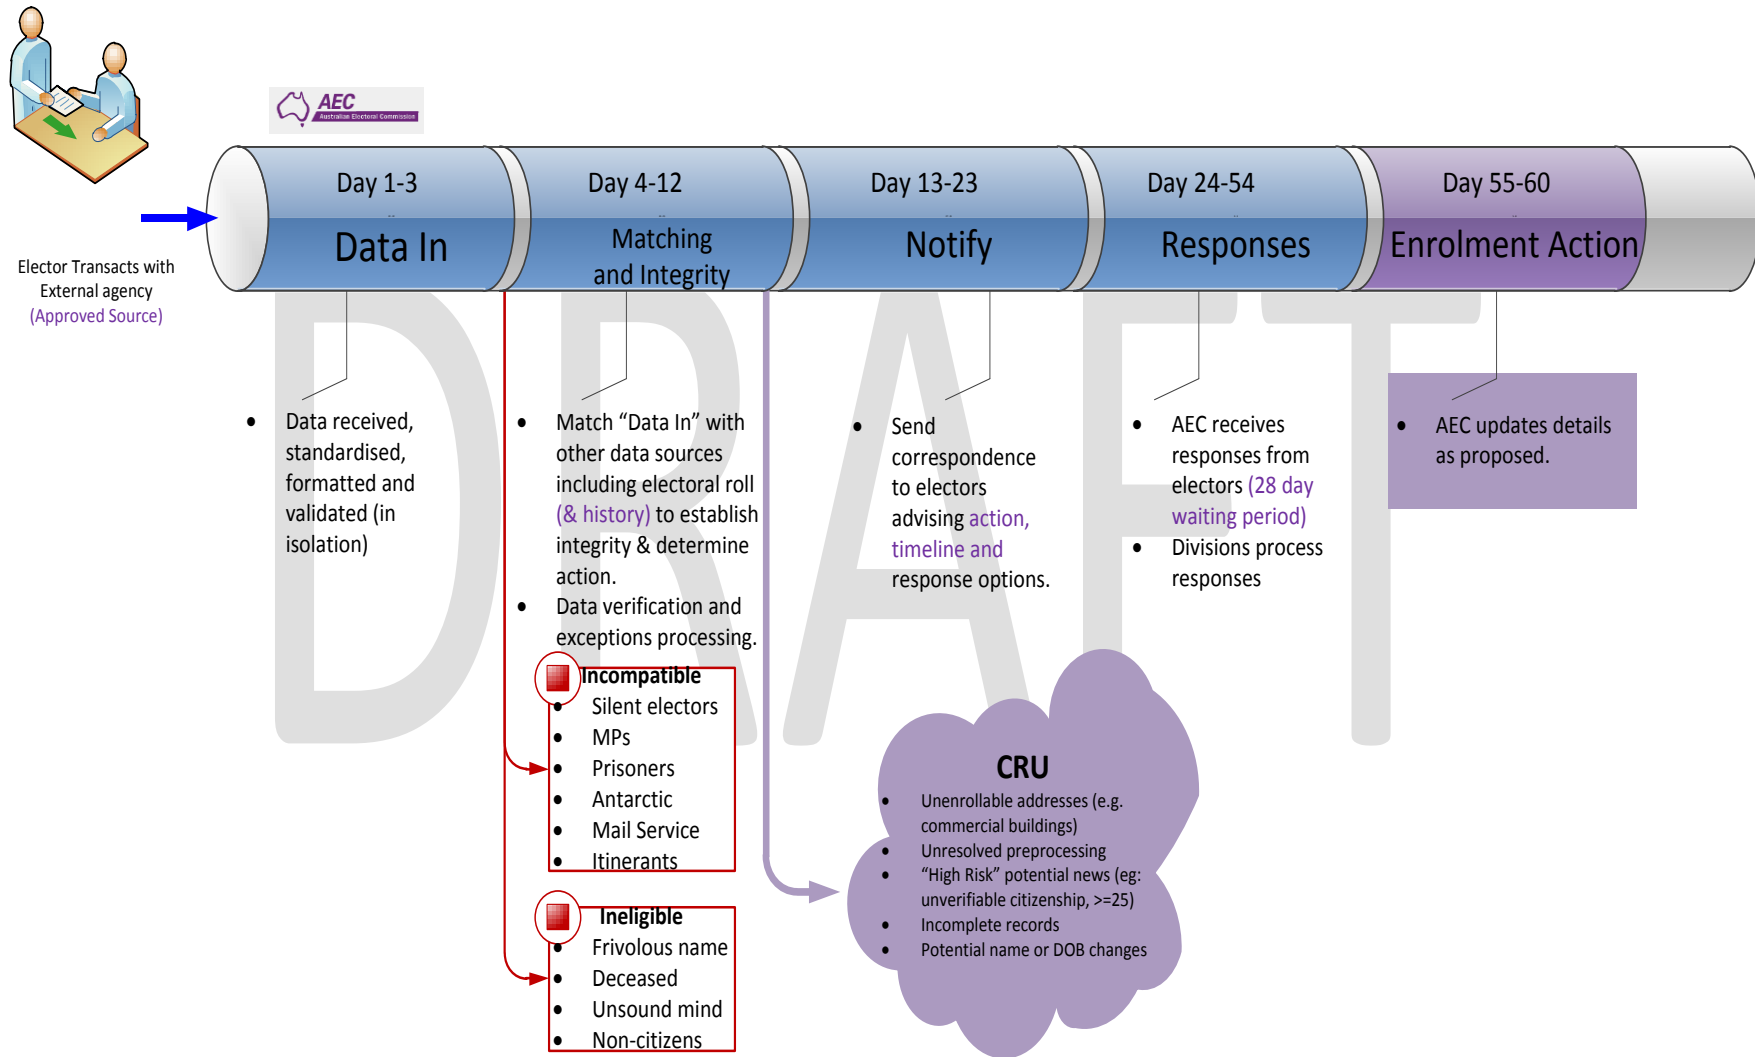 AEC
Australian Electoral Commission
Elector Transacts with
External agency
(Approved Source)
Day 1-3
Data In
Day 4-12
Matching
and Integrity
Day 13-23
Notify
Day 24-54
Responses
Day 55-60
Enrolment Action
DRAFT
• Data received,
standardised,
formatted and
validated (in
isolation)
• Match “Data In” with
other data sources
including electoral roll
(& history) to establish
integrity & determine
action.
• Data verification and
exceptions processing.
• Send
correspondence
to electors
advising action,
timeline and
response options.
• AEC receives
responses from
electors (28 day
waiting period)
• Divisions process
responses
• AEC updates details
as proposed.
Incompatible
• Silent electors
• MPs
• Prisoners
• Antarctic
• Mail Service
• Itinerants
Ineligible
• Frivolous name
• Deceased
• Unsound mind
• Non-citizens
CRU
• Unenrollable addresses (e.g.
commercial buildings)
• Unresolved preprocessing
• “High Risk” potential news (eg:
unverifiable citizenship, >=25)
• Incomplete records
• Potential name or DOB changes